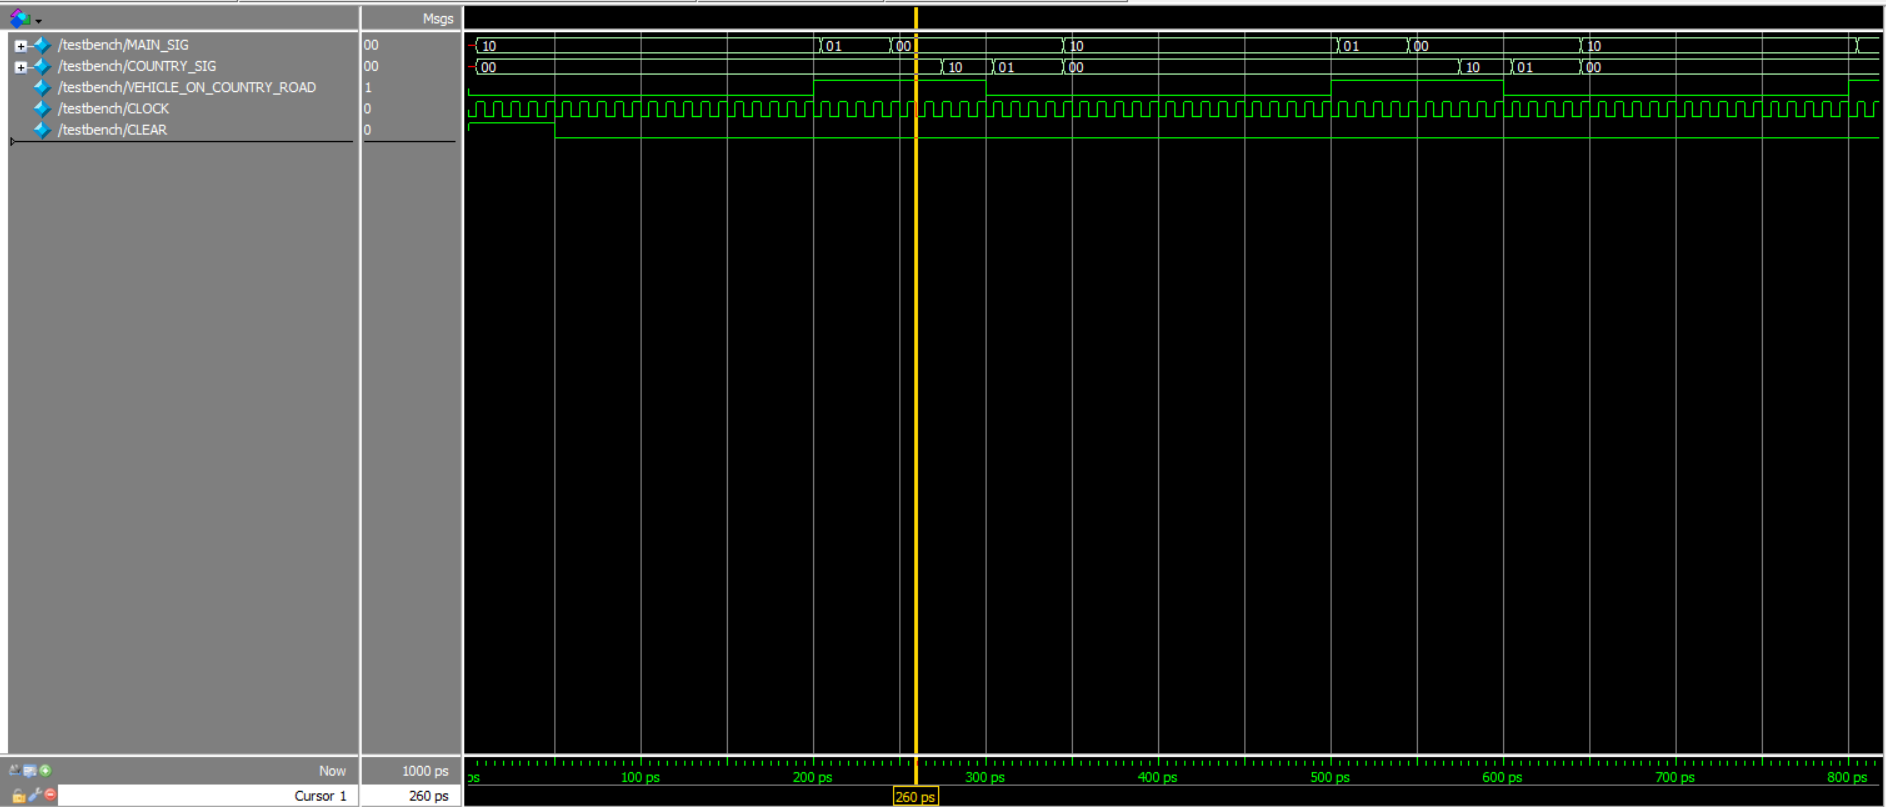 Msgs
/testbench/MAIN_SIG 00 10 01 00 10 01 00 10
/testbench/COUNTRY_SIG 00 00 10 01 00 10 01 00
/testbench/VEHICLE_ON_COUNTRY_ROAD 1
/testbench/CLOCK 0
/testbench/CLEAR 0
Now 1000 ps ps 100 ps 200 ps 300 ps 400 ps 500 ps 600 ps 700 ps 800 ps
Cursor 1 260 ps 260 ps